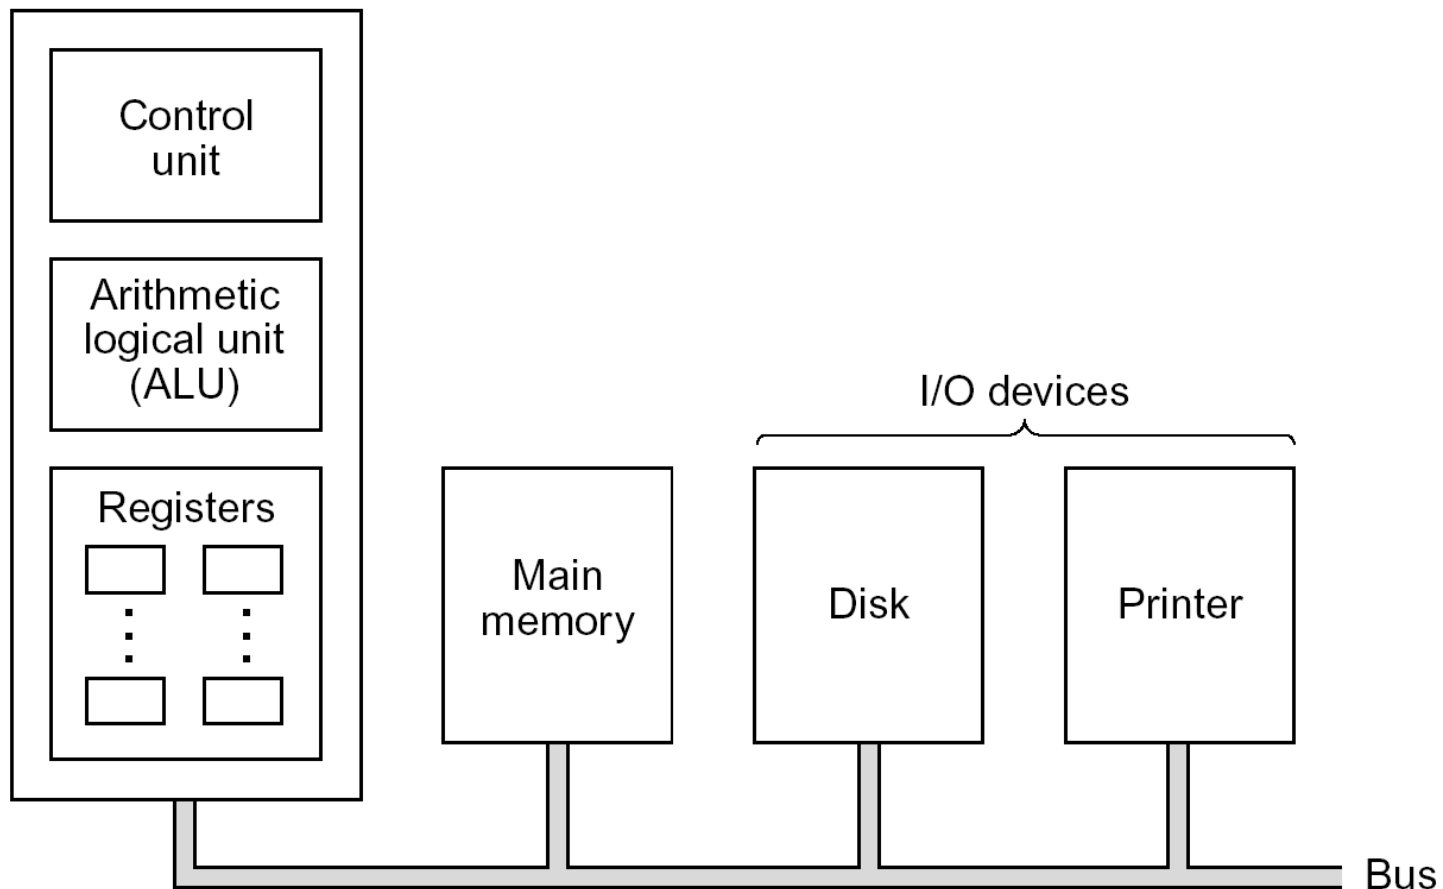 Control
unit
Arithmetic
logical unit
(ALU)
Registers
I/O devices
Main
memory
Disk
Printer
Bus